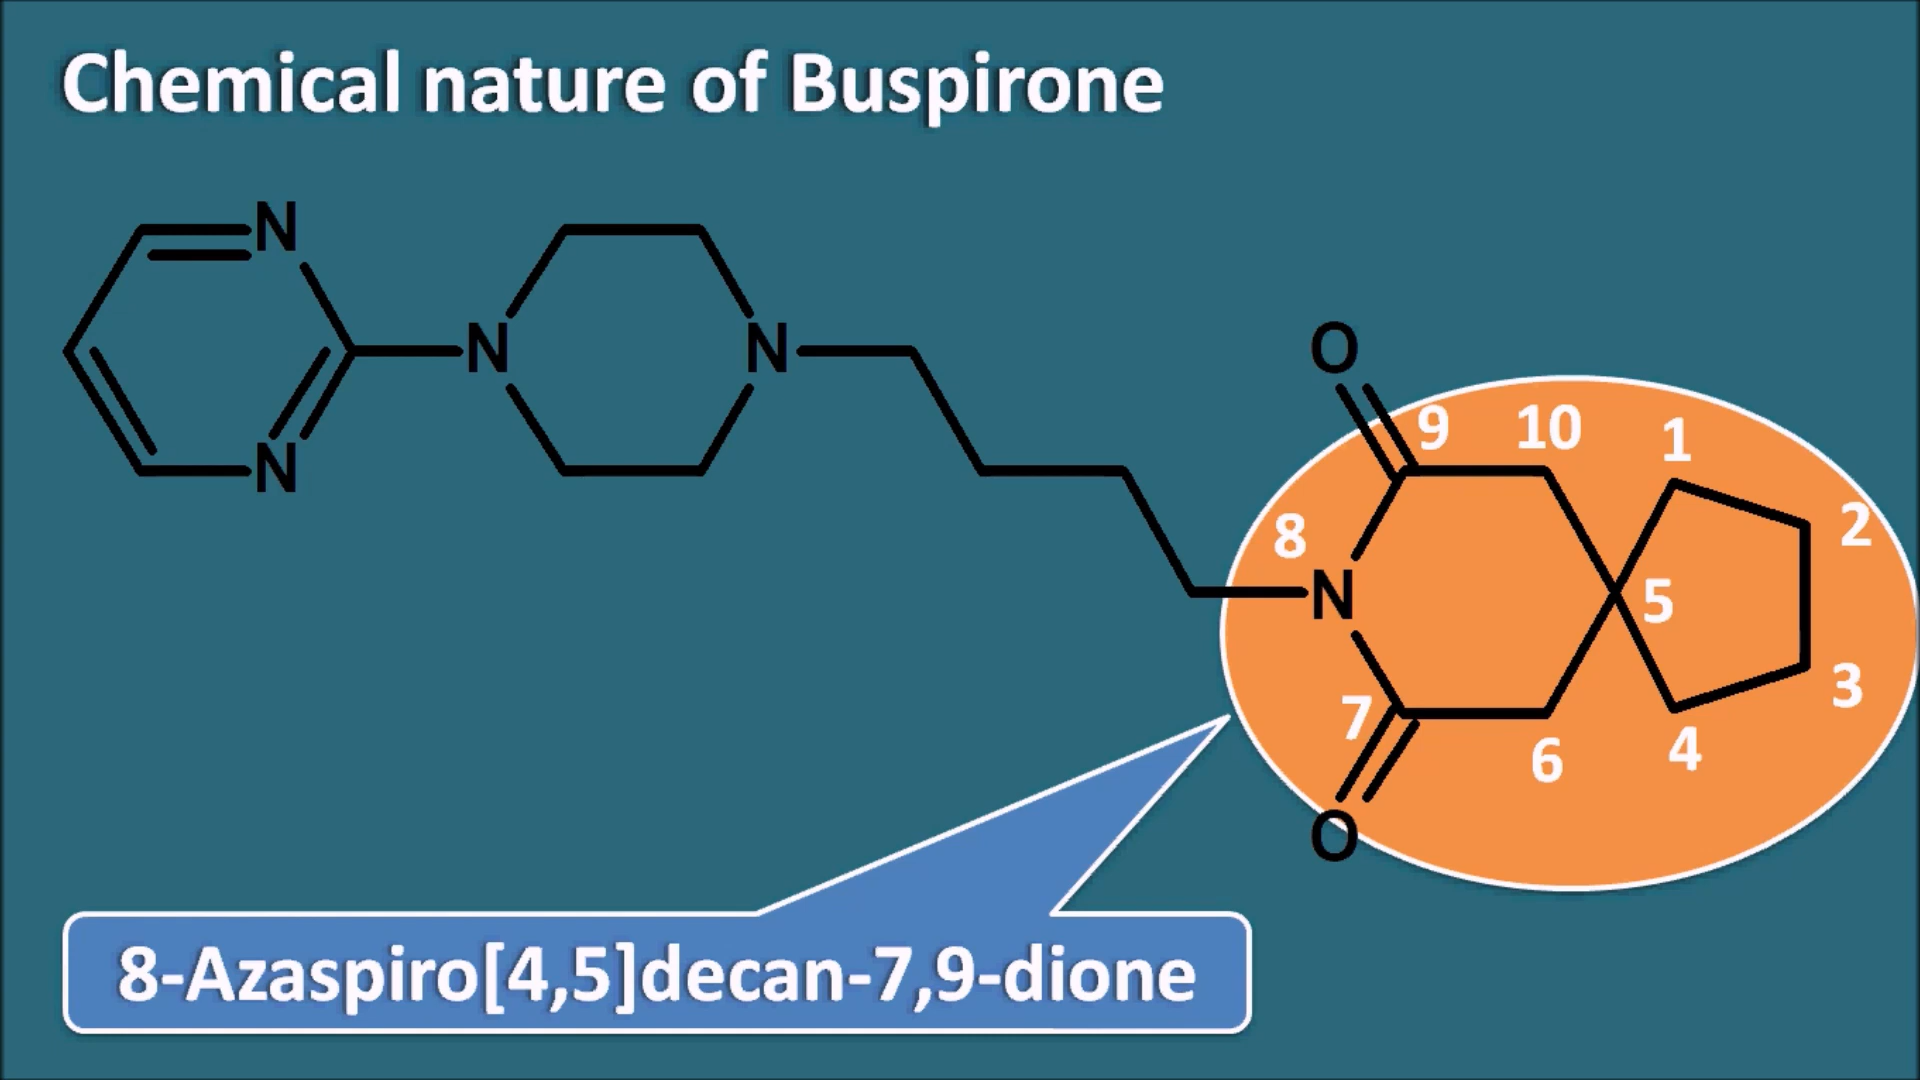 Chemical nature of Buspirone
N
N
N
N
O
9
10
1
8
2
N
5
7
3
6
4
O
8-Azaspiro[4,5]decan-7,9-dione